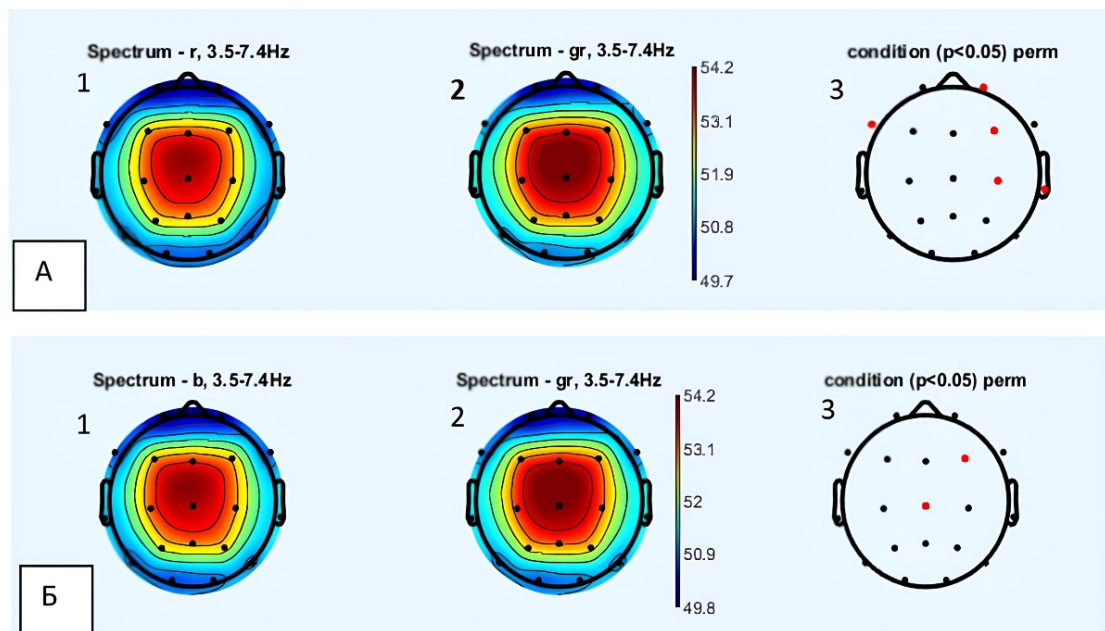 Spectrum - r, 3.5-7.4Hz
Spectrum - gr, 3.5-7.4Hz
condition (p<0.05) perm
1
2
3
54.2
53.1
51.9
50.8
49.7
А
Spectrum - b, 3.5-7.4Hz
Spectrum - gr, 3.5-7.4Hz
condition (p<0.05) perm
1
2
3
54.2
53.1
52
50.9
49.8
Б